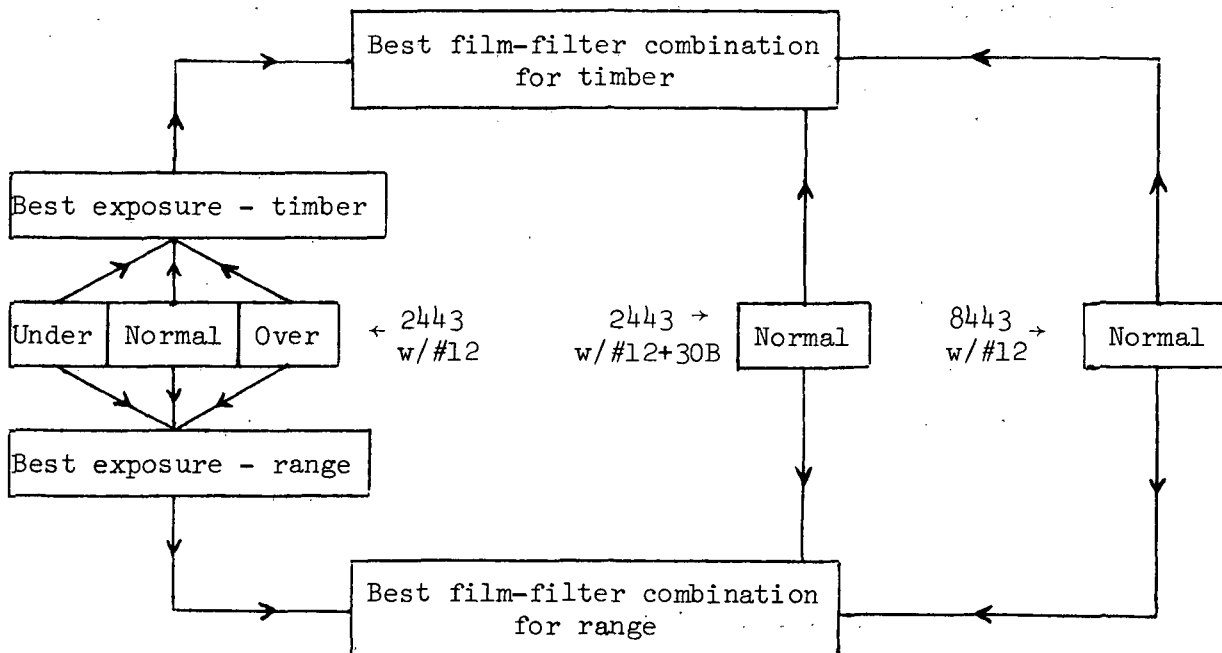 Best film-filter combination
for timber
Best exposure - timber
Under Normal Over
← 2443
w/#12
2443 →
w/#12+30B
Normal
8443
w/#12 →
Normal
Best exposure - range
Best film-filter combination
for range